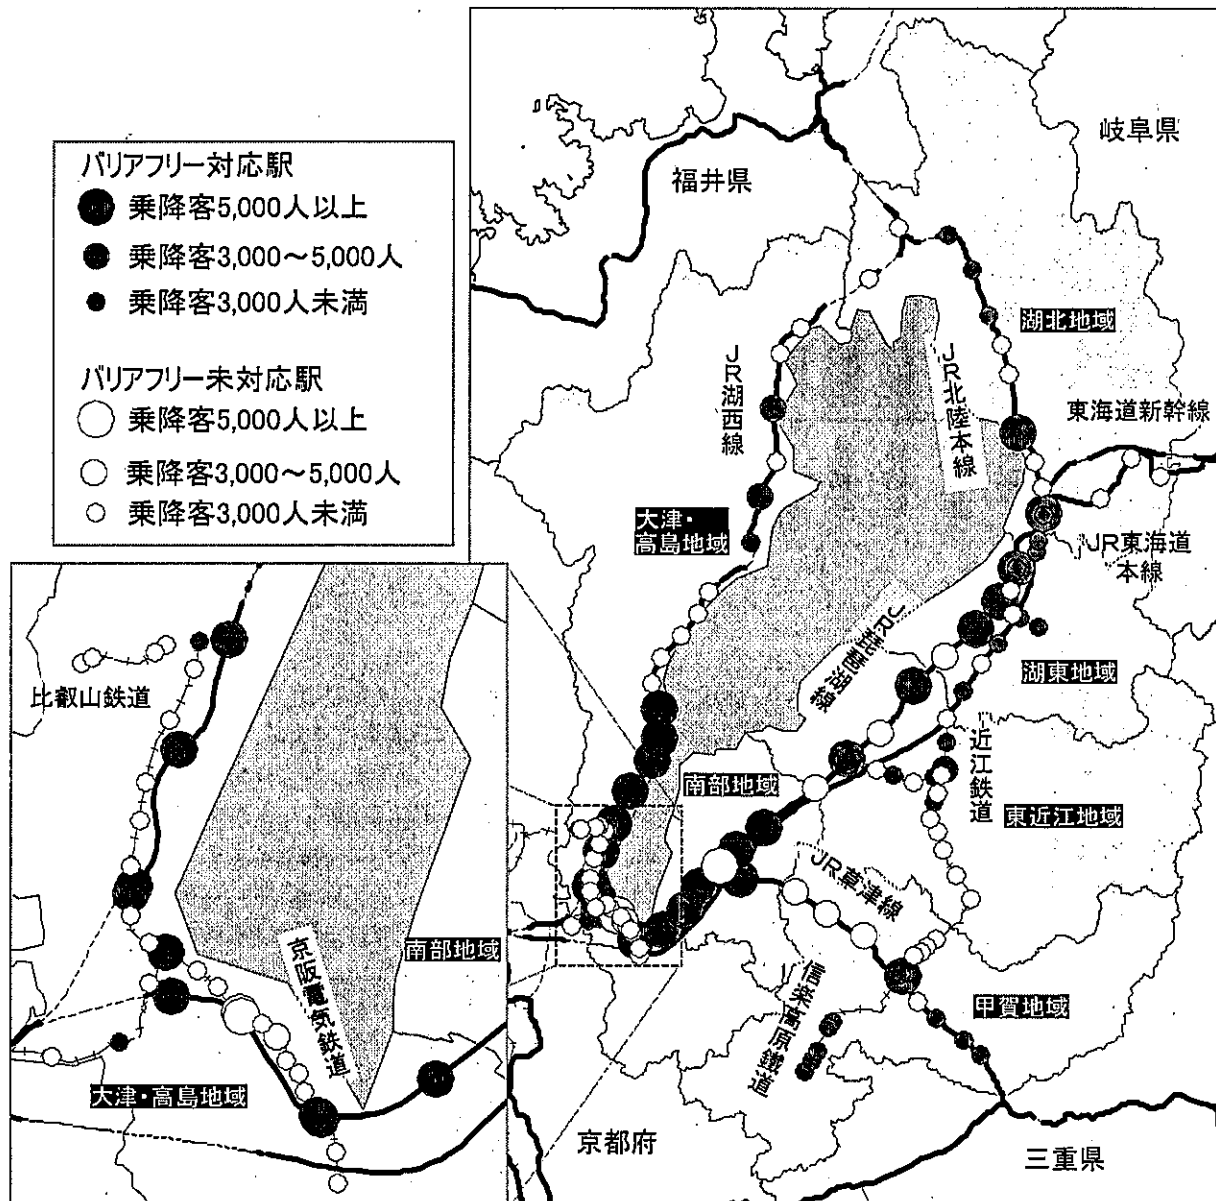 バリアフリー対応駅
乗降客5,000人以上
乗降客3,000～5,000人
乗降客3,000人未満
バリアフリー未対応駅
乗降客5,000人以上
乗降客3,000～5,000人
乗降客3,000人未満
岐阜県
福井県
湖北地域
JR湖西線
JR北陸本線
東海道新幹線
大津・
高島地域
JR東海道
本線
JR琵琶湖線
湖東地域
近江鉄道
南部地域
東近江地域
JR草津線
信楽高原鐵道
甲賀地域
京都府
三重県
比叡山鉄道
京阪電気鉄道
南部地域
大津・高島地域